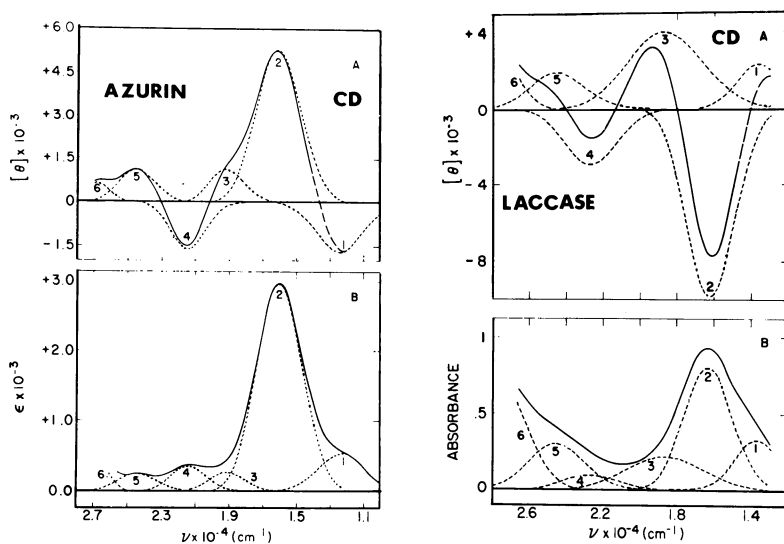 +6.0
+4.5
+3.0
+1.5
0
-1.5
[θ] x 10⁻³
AZURIN
CD
A
2
5
6
3
4
1
+3.0
+2.0
+1.0
0.0
ε x 10⁻³
B
2
6
5
4
3
1
2.7 2.3 1.9 1.5 1.1
ν x 10⁻⁴ (cm⁻¹)
+4
0
-4
-8
[θ] x 10⁻³
CD
A
LACCASE
3
6
5
1
4
2
1
.5
0
ABSORBANCE
B
2
6
5
3
1
4
2.6 2.2 1.8 1.4
ν x 10⁻⁴ (cm⁻¹)